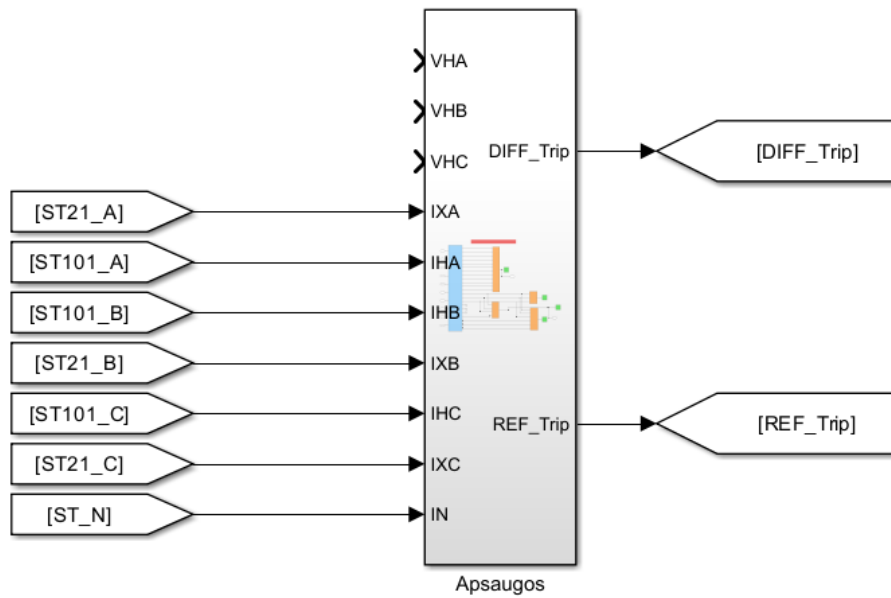 VHA
VHB
VHC
DIFF_Trip
[DIFF_Trip]
[ST21_A]
IXA
[ST101_A]
IHA
[ST101_B]
IHB
[ST21_B]
IXB
[ST101_C]
IHC
REF_Trip
[REF_Trip]
[ST21_C]
IXC
[ST_N]
IN
Apsaugos